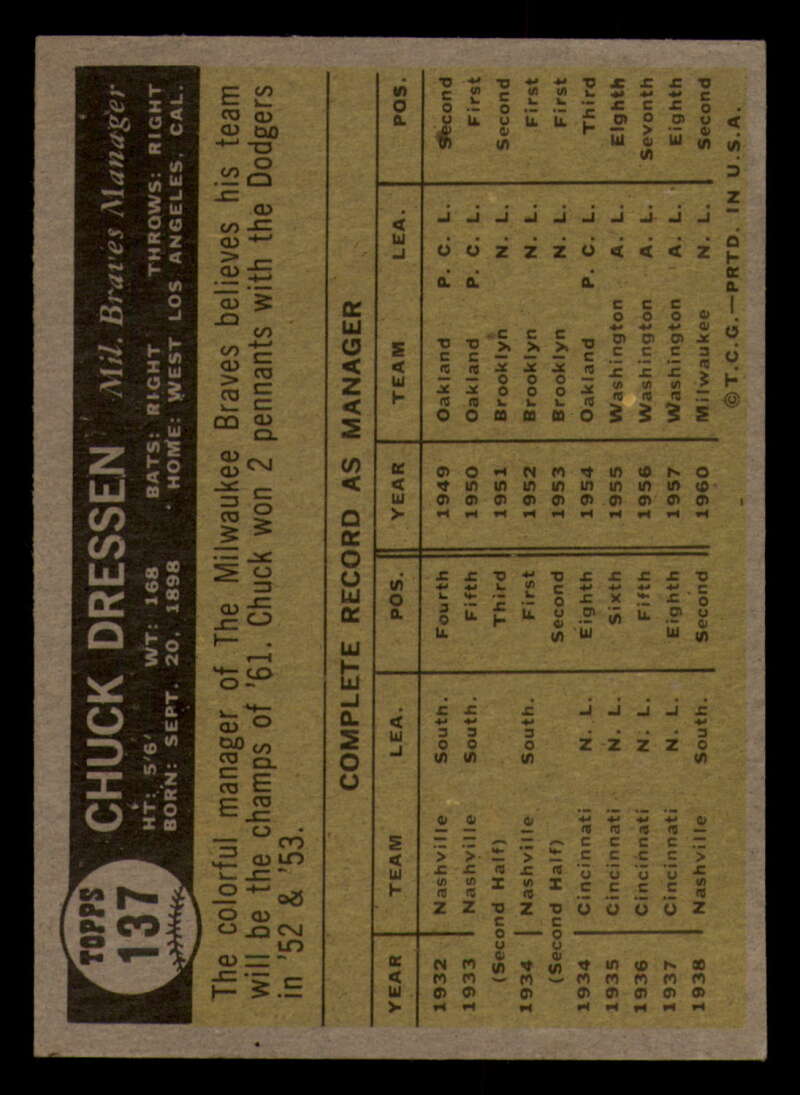 TOPPS
137
CHUCK DRESSEN Mil. Braves Manager
HT: 5'6' WT: 168 BATS: RIGHT THROWS: RIGHT
BORN: SEPT. 20, 1898 HOME: WEST LOS ANGELES, CAL.
The colorful manager of The Milwaukee Braves believes his team
will be the champs of '61. Chuck won 2 pennants with the Dodgers
in '52 & '53.
COMPLETE RECORD AS MANAGER
YEAR TEAM LEA. POS. YEAR TEAM LEA. POS.
1932 Nashville South. Fourth 1949 Oakland P. C. L. Second
1933 Nashville South. Fifth 1950 Oakland P. C. L. First
(Second Half) Third 1951 Brooklyn N. L. Second
1934 Nashville South. First 1952 Brooklyn N. L. First
(Second Half) Second 1953 Brooklyn N. L. First
1934 Cincinnati N. L. Eighth 1954 Oakland P. C. L. Third
1935 Cincinnati N. L. Sixth 1955 Washington A. L. Eighth
1936 Cincinnati N. L. Fifth 1956 Washington A. L. Seventh
1937 Cincinnati N. L. Eighth 1957 Washington A. L. Eighth
1938 Nashville South. Second 1960 Milwaukee N. L. Second
© T.C.G.—PRTD. IN U.S.A.